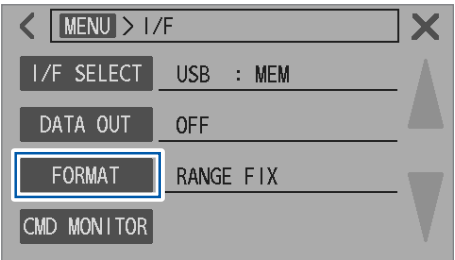 MENU > I/F
I/F SELECT USB : MEM
DATA OUT OFF
FORMAT RANGE FIX
CMD MONITOR